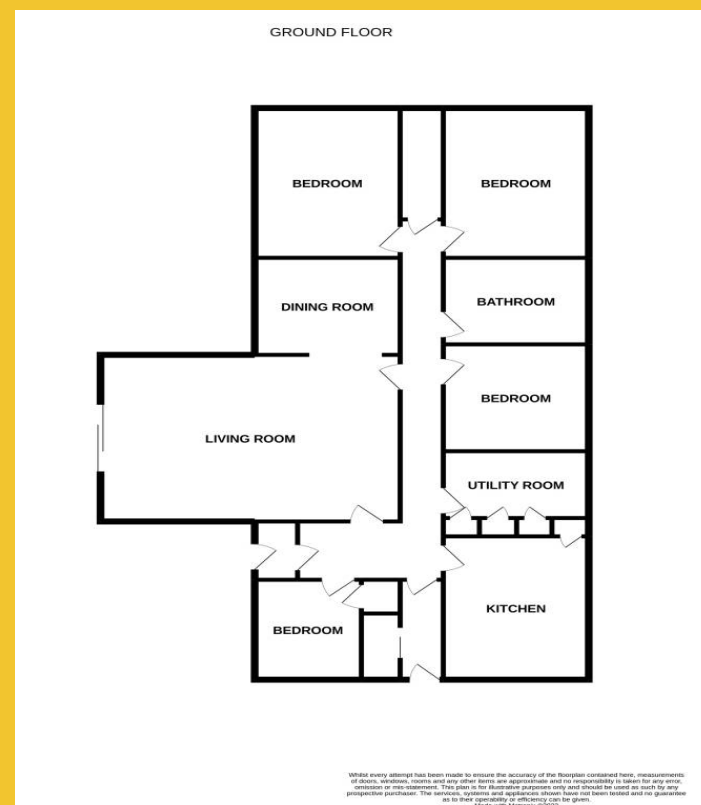 GROUND FLOOR
BEDROOM
BEDROOM
DINING ROOM
BATHROOM
BEDROOM
LIVING ROOM
UTILITY ROOM
KITCHEN
BEDROOM
Whilst every attempt has been made to ensure the accuracy of the floorplan contained here, measurements
of doors, windows, rooms and any other items are approximate and no responsibility is taken for any error,
omission or mis-statement. This plan is for illustrative purposes only and should be used as such by any
prospective purchaser. The services, systems and appliances shown have not been tested and no guarantee
as to their operability or efficiency can be given.